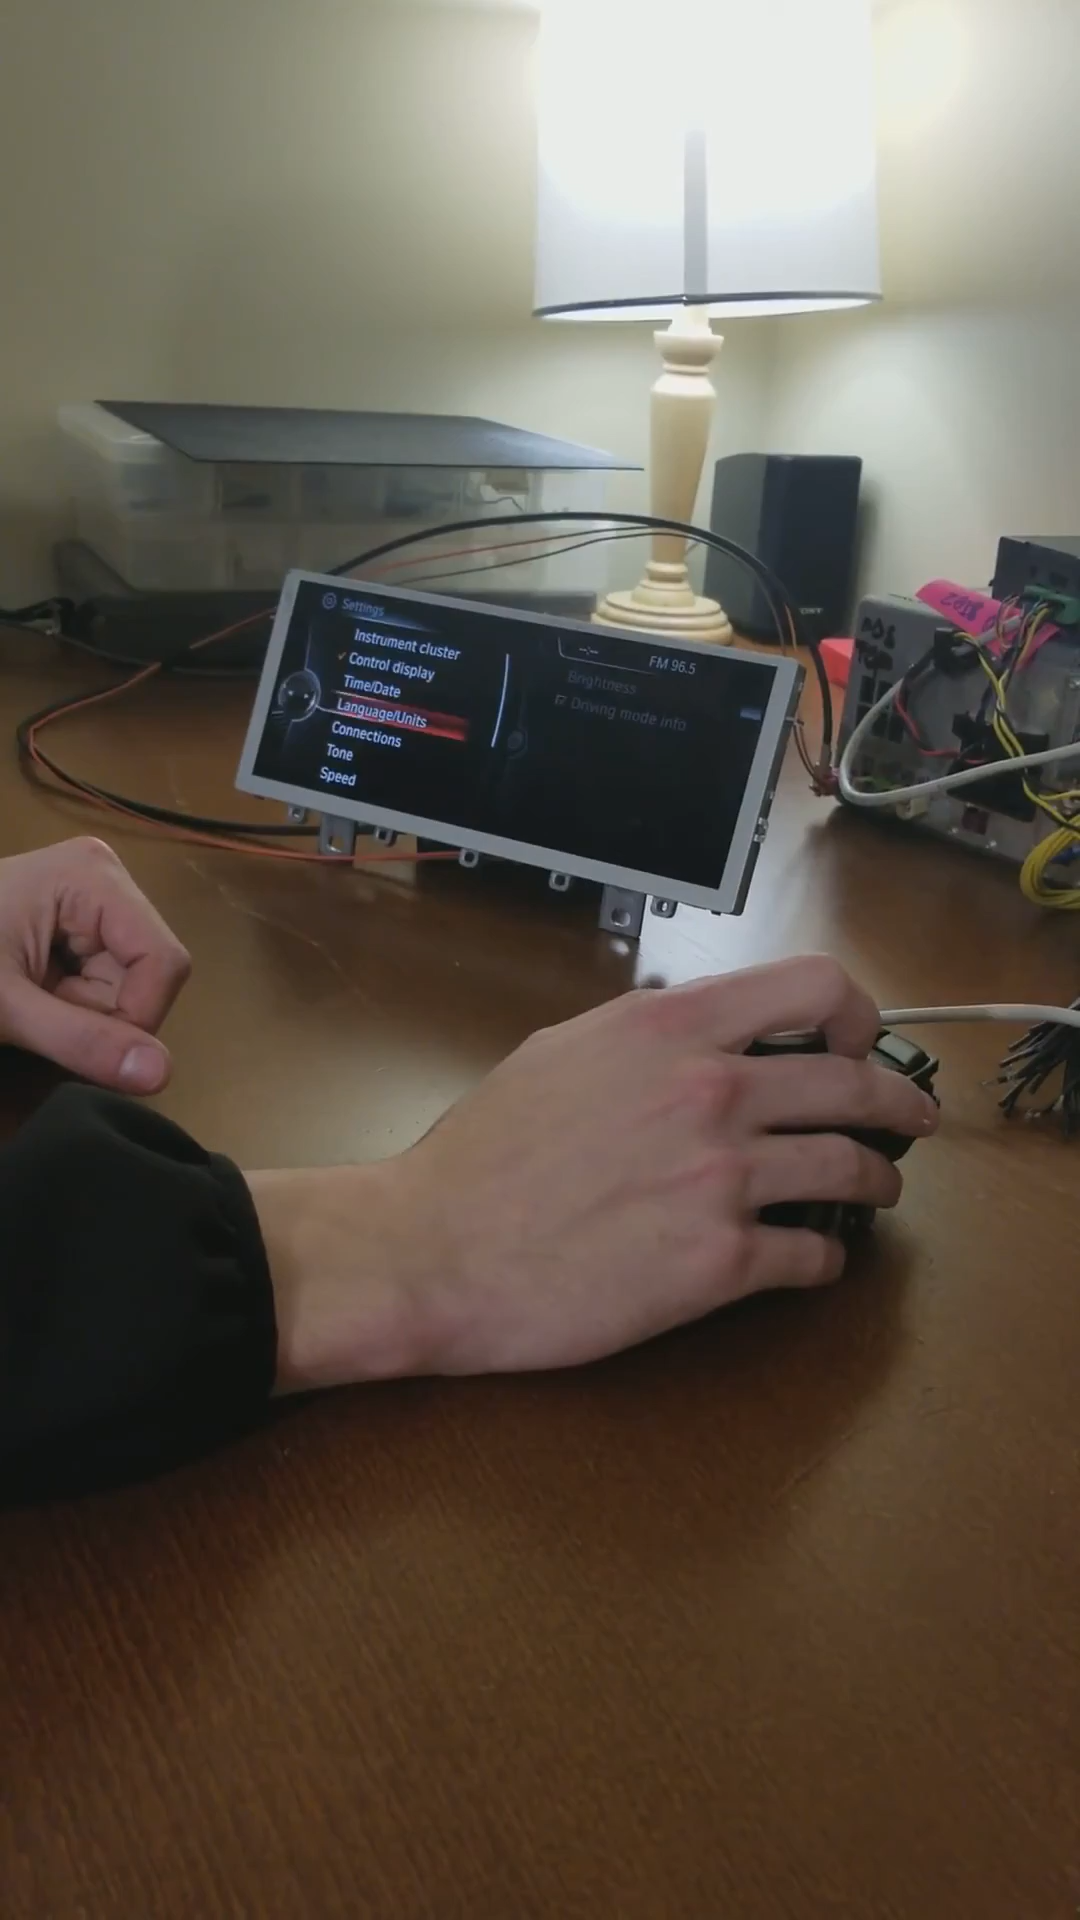 Settings
Instrument cluster
Control display
Time/Date
Language/Units
Connections
Tone
Speed
--:--
FM 96.5
Brightness
Driving mode info